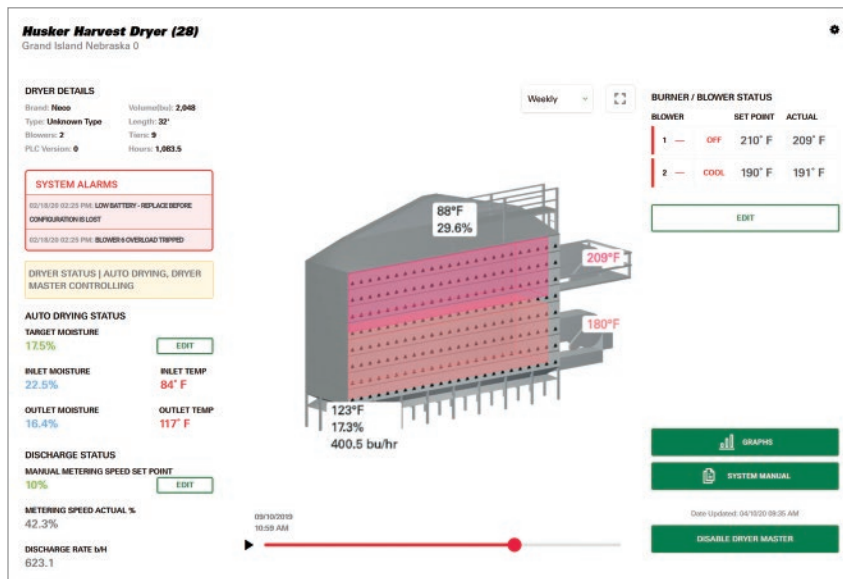 Husker Harvest Dryer (28)
Grand Island Nebraska 0
DRYER DETAILS
Brand: Neco Volume(bu): 2,048
Type: Unknown Type Length: 32'
Blowers: 2 Tiers: 9
PLC Version: 0 Hours: 1,083.5
SYSTEM ALARMS
02/18/20 02:25 PM: LOW BATTERY - REPLACE BEFORE
CONFIGURATION IS LOST
02/18/20 02:25 PM: BLOWER 6 OVERLOAD TRIPPED
DRYER STATUS | AUTO DRYING, DRYER
MASTER CONTROLLING
AUTO DRYING STATUS
TARGET MOISTURE
17.5% EDIT
INLET MOISTURE INLET TEMP
22.5% 84° F
OUTLET MOISTURE OUTLET TEMP
16.4% 117° F
DISCHARGE STATUS
MANUAL METERING SPEED SET POINT
10% EDIT
METERING SPEED ACTUAL %
42.3%
DISCHARGE RATE b/H
623.1
Weekly
88°F
29.6%
209°F
180°F
123°F
17.3%
400.5 bu/hr
09/10/2019
10:59 AM
BURNER / BLOWER STATUS
BLOWER SET POINT ACTUAL
1 — OFF 210° F 209° F
2 — COOL 190° F 191° F
EDIT
GRAPHS
SYSTEM MANUAL
Date Updated: 04/10/20 09:35 AM
DISABLE DRYER MASTER